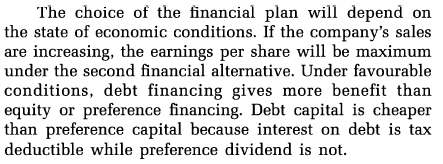 The choice of the financial plan will depend on
the state of economic conditions. If the company's sales
are increasing, the earnings per share will be maximum
under the second financial alternative. Under favourable
conditions, debt financing gives more benefit than
equity or preference financing. Debt capital is cheaper
than preference capital because interest on debt is tax
deductible while preference dividend is not.